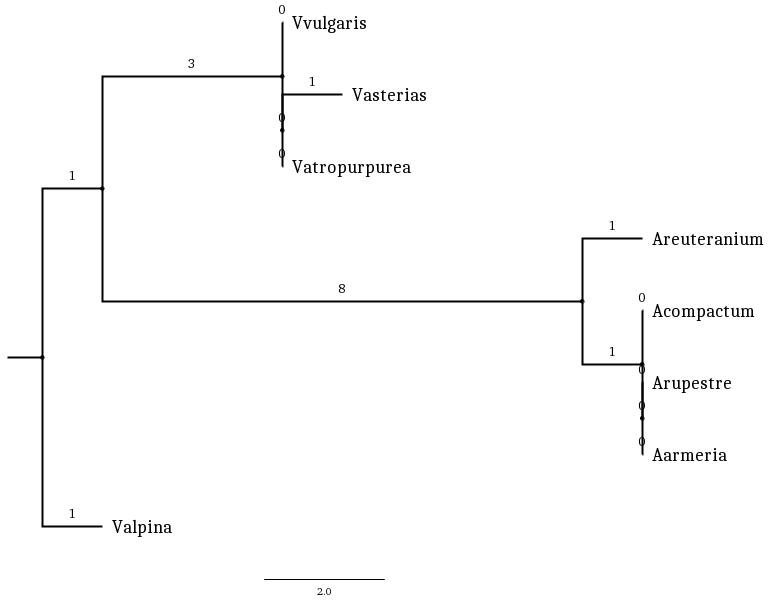 0
Vvulgaris
3
1
Vasterias
0
0
Vatropurpurea
1
1
Areuteranium
8
0
Acompactum
1
0
Arupestre
0
0
Aarmeria
1
Valpina
2.0